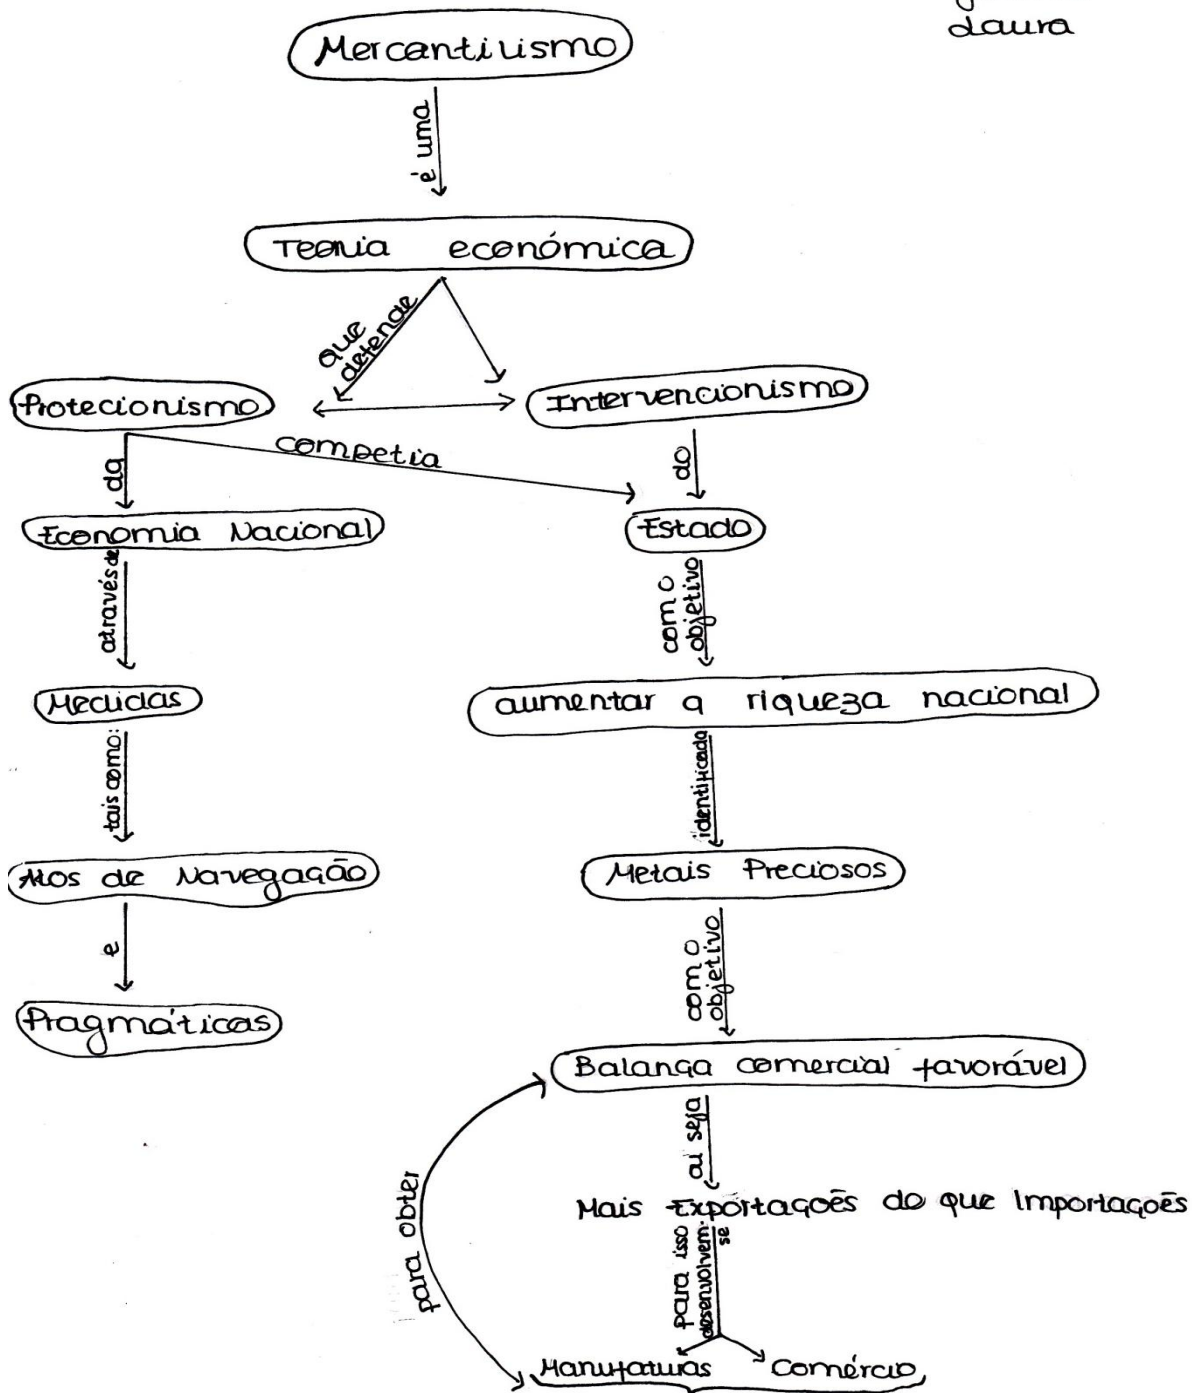 Laura
Mercantilismo
é uma
Teoria económica
que
defende
Protecionismo
Intervencionismo
competia
da
do
Economia Nacional
Estado
através de
com o
objetivo
Medidas
aumentar a riqueza nacional
tais como:
identificada
Atos de Navegação
Metais Preciosos
e
com o
objetivo
Pragmáticas
Balança comercial favorável
ou seja
Mais Exportações do que Importações
para obter
para isso
desenvolvem-
se
Manufaturas
Comércio